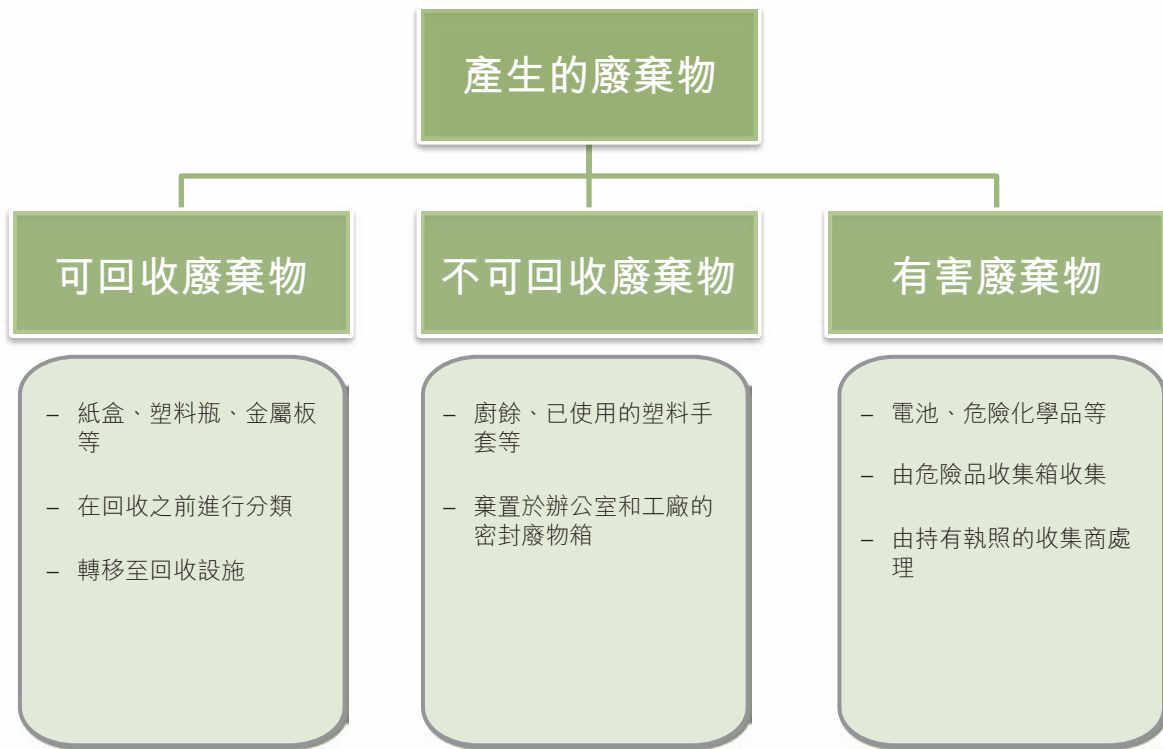 產生的廢棄物
可回收廢棄物
不可回收廢棄物
有害廢棄物
– 紙盒、塑料瓶、金屬板
等
– 在回收之前進行分類
– 轉移至回收設施
– 廚餘、已使用的塑料手
套等
– 棄置於辦公室和工廠的
密封廢物箱
– 電池、危險化學品等
– 由危險品收集箱收集
– 由持有執照的收集商處
理